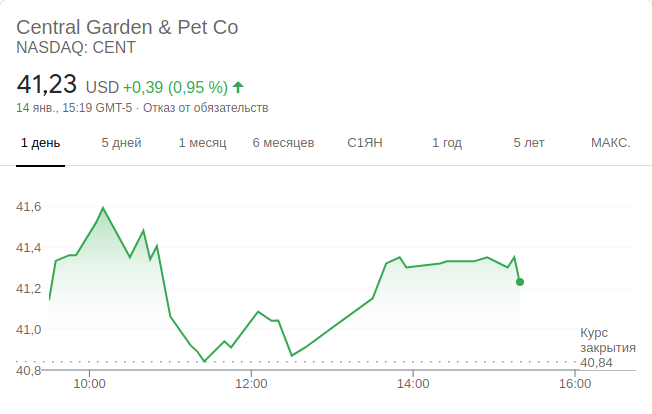 Central Garden & Pet Co
NASDAQ: CENT
41,23 USD +0,39 (0,95 %)
14 янв., 15:19 GMT-5 · Отказ от обязательств
1 день 5 дней 1 месяц 6 месяцев С1ЯН 1 год 5 лет МАКС.
41,6
41,4
41,2
41,0
40,8
Курс
закрытия
40,84
10:00 12:00 14:00 16:00